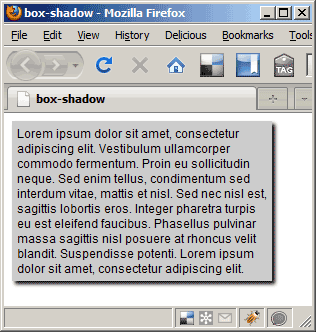 box-shadow - Mozilla Firefox
File Edit View History Delicious Bookmarks Tools
TAG
box-shadow
Lorem ipsum dolor sit amet, consectetur
adipiscing elit. Vestibulum ullamcorper
commodo fermentum. Proin eu sollicitudin
neque. Sed enim tellus, condimentum sed
interdum vitae, mattis et nisl. Sed nec nisl est,
sagittis lobortis eros. Integer pharetra turpis
eu est eleifend faucibus. Phasellus pulvinar
massa sagittis nisl posuere at rhoncus velit
blandit. Suspendisse potenti. Lorem ipsum
dolor sit amet, consectetur adipiscing elit.